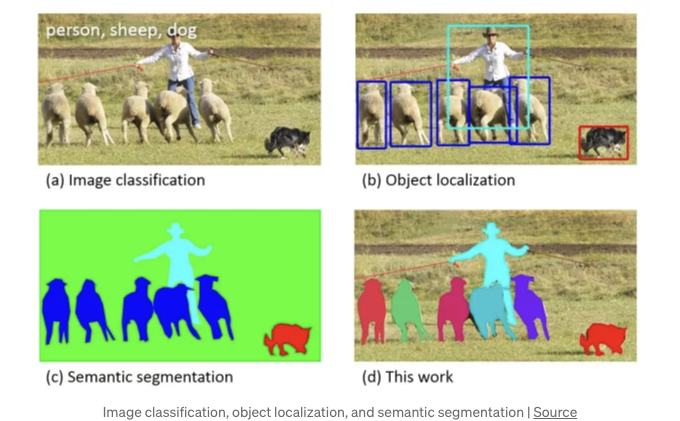 person, sheep, dog
(a) Image classification
(b) Object localization
(c) Semantic segmentation
(d) This work
Image classification, object localization, and semantic segmentation | Source